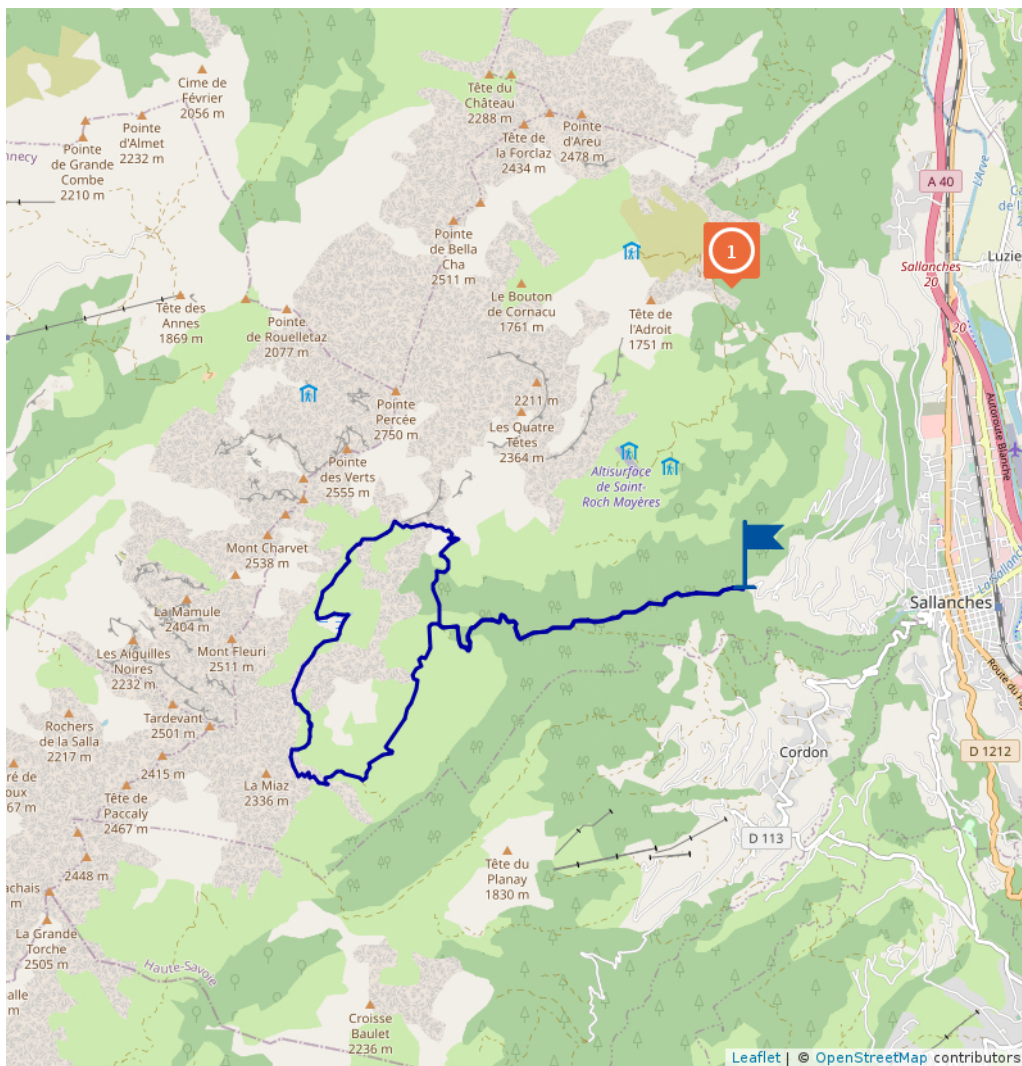 Cime de
Février
2056 m
Pointe
d'Almet
2232 m
Pointe
de Grande
Combe
2210 m
nnecy
Tête du
Château
2288 m
Tête de
la Forclaz
2434 m
Pointe
d'Areu
2478 m
A 40
L'Arve
Luzie
Sallanches
20
20
1
Pointe
de Bella
Cha
2511 m
Le Bouton
de Cornacu
1761 m
Tête de
l'Adroit
1751 m
Tête des
Annes
1869 m
Pointe
de Rouelletaz
2077 m
Pointe
Percée
2750 m
2211 m
Les Quatre
Têtes
2364 m
Autoroute Blanche
Pointe
des Verts
2555 m
Altisurface
de Saint-
Roch Mayères
Mont Charvet
2538 m
La Mamule
2404 m
Mont Fleuri
2511 m
Les Aiguilles
Noires
2232 m
Sallanches
Tardevant
2501 m
Rochers
de la Salla
2217 m
2415 m
La Miaz
2336 m
Tête de
Paccaly
2467 m
2448 m
Cordon
D 1212
D 113
Tête du
Planay
1830 m
La Grande
Torche
2505 m
Haute-Savoie
Croisse
Baulet
2236 m
Leaflet | © OpenStreetMap contributors